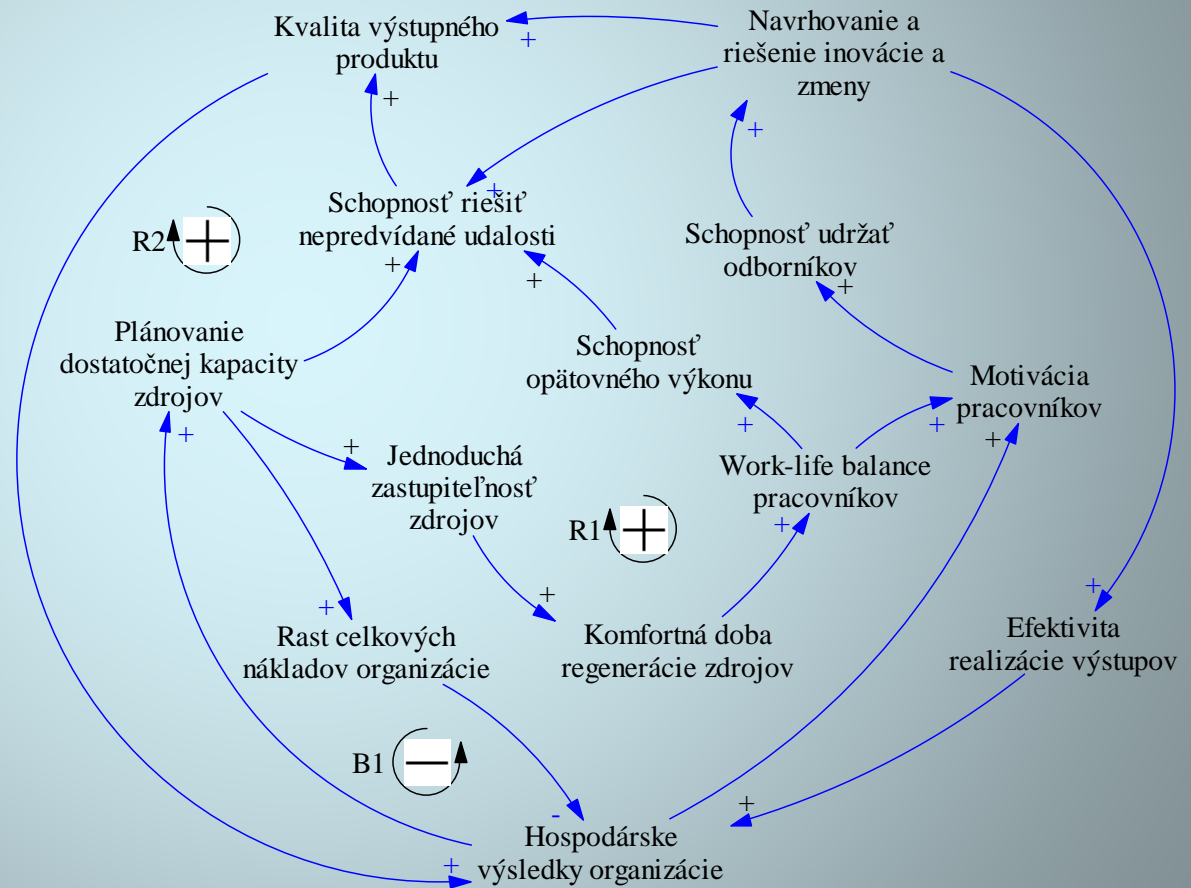 Kvalita výstupného
produktu
+
Navrhovanie a
riešenie inovácie a
zmeny
+
+
+
Schopnosť riešiť
nepredvídané udalosti
+
R2
+
Schopnosť udržať
odborníkov
+
+
Plánovanie
dostatočnej kapacity
zdrojov
+
Schopnosť
opätovného výkonu
+
Motivácia
pracovníkov
+
+
+
Jednoduchá
zastupiteľnosť
zdrojov
Work-life balance
pracovníkov
+
R1
+
+
+
+
Rast celkových
nákladov organizácie
Komfortná doba
regenerácie zdrojov
Efektivita
realizácie výstupov
B1
−
-
+
Hospodárske
výsledky organizácie
+